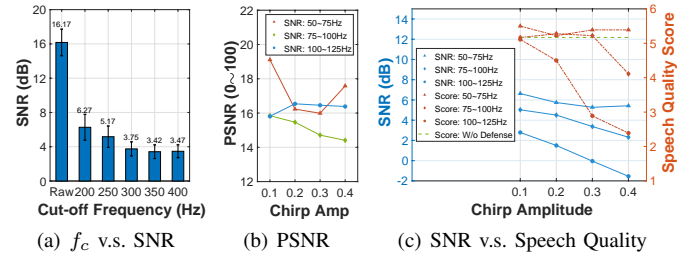 SNR (dB)
20
16
12
8
4
0
16.17
6.27
5.17
3.75
3.42
3.47
Raw 200 250 300 350 400
Cut-off Frequency (Hz)
(a) f_c v.s. SNR
PSNR (0~100)
22
20
18
16
14
12
SNR: 50~75Hz
SNR: 75~100Hz
SNR: 100~125Hz
0.1 0.2 0.3 0.4
Chirp Amp
(b) PSNR
SNR (dB)
14
12
10
8
6
4
2
0
-2
SNR: 50~75Hz
SNR: 75~100Hz
SNR: 100~125Hz
Score: 50~75Hz
Score: 75~100Hz
Score: 100~125Hz
Score: W/o Defense
0.1 0.2 0.3 0.4
Chirp Amplitude
6
5
4
3
2
1
Speech Quality Score
(c) SNR v.s. Speech Quality